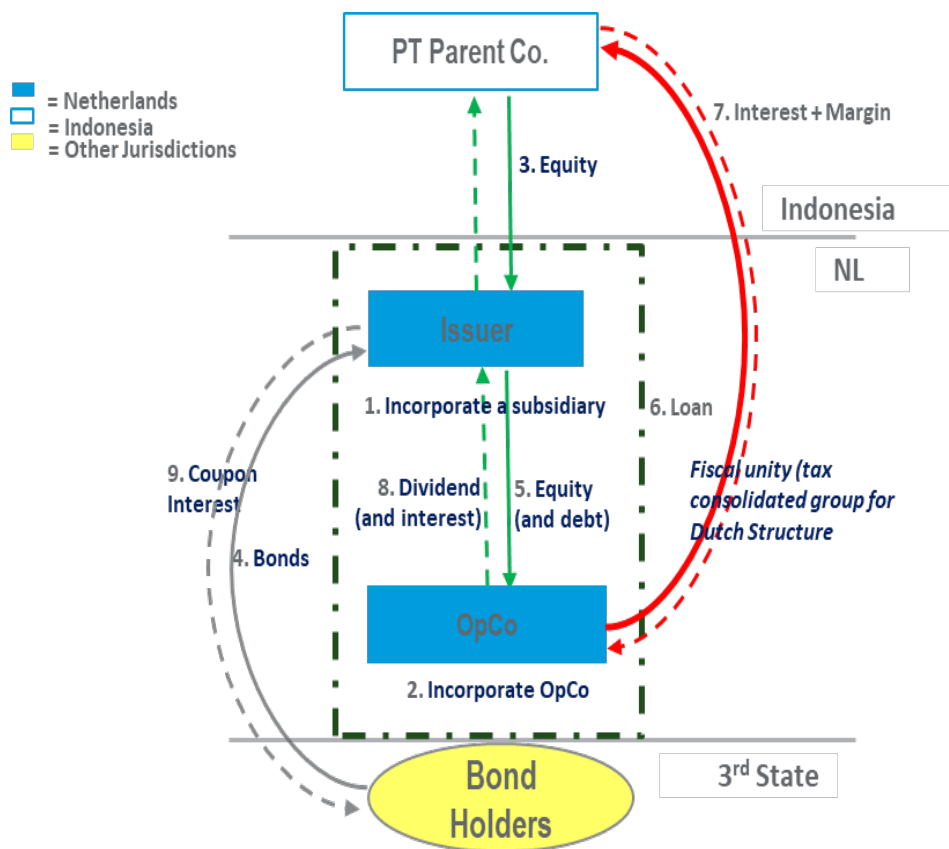 PT Parent Co.
= Netherlands
= Indonesia
= Other Jurisdictions
7. Interest + Margin
3. Equity
Indonesia
NL
Issuer
1. Incorporate a subsidiary
6. Loan
9. Coupon
Interest
8. Dividend
(and interest)
5. Equity
(and debt)
Fiscal unity (tax
consolidated group for
Dutch Structure
4. Bonds
OpCo
2. Incorporate OpCo
3rd State
Bond
Holders